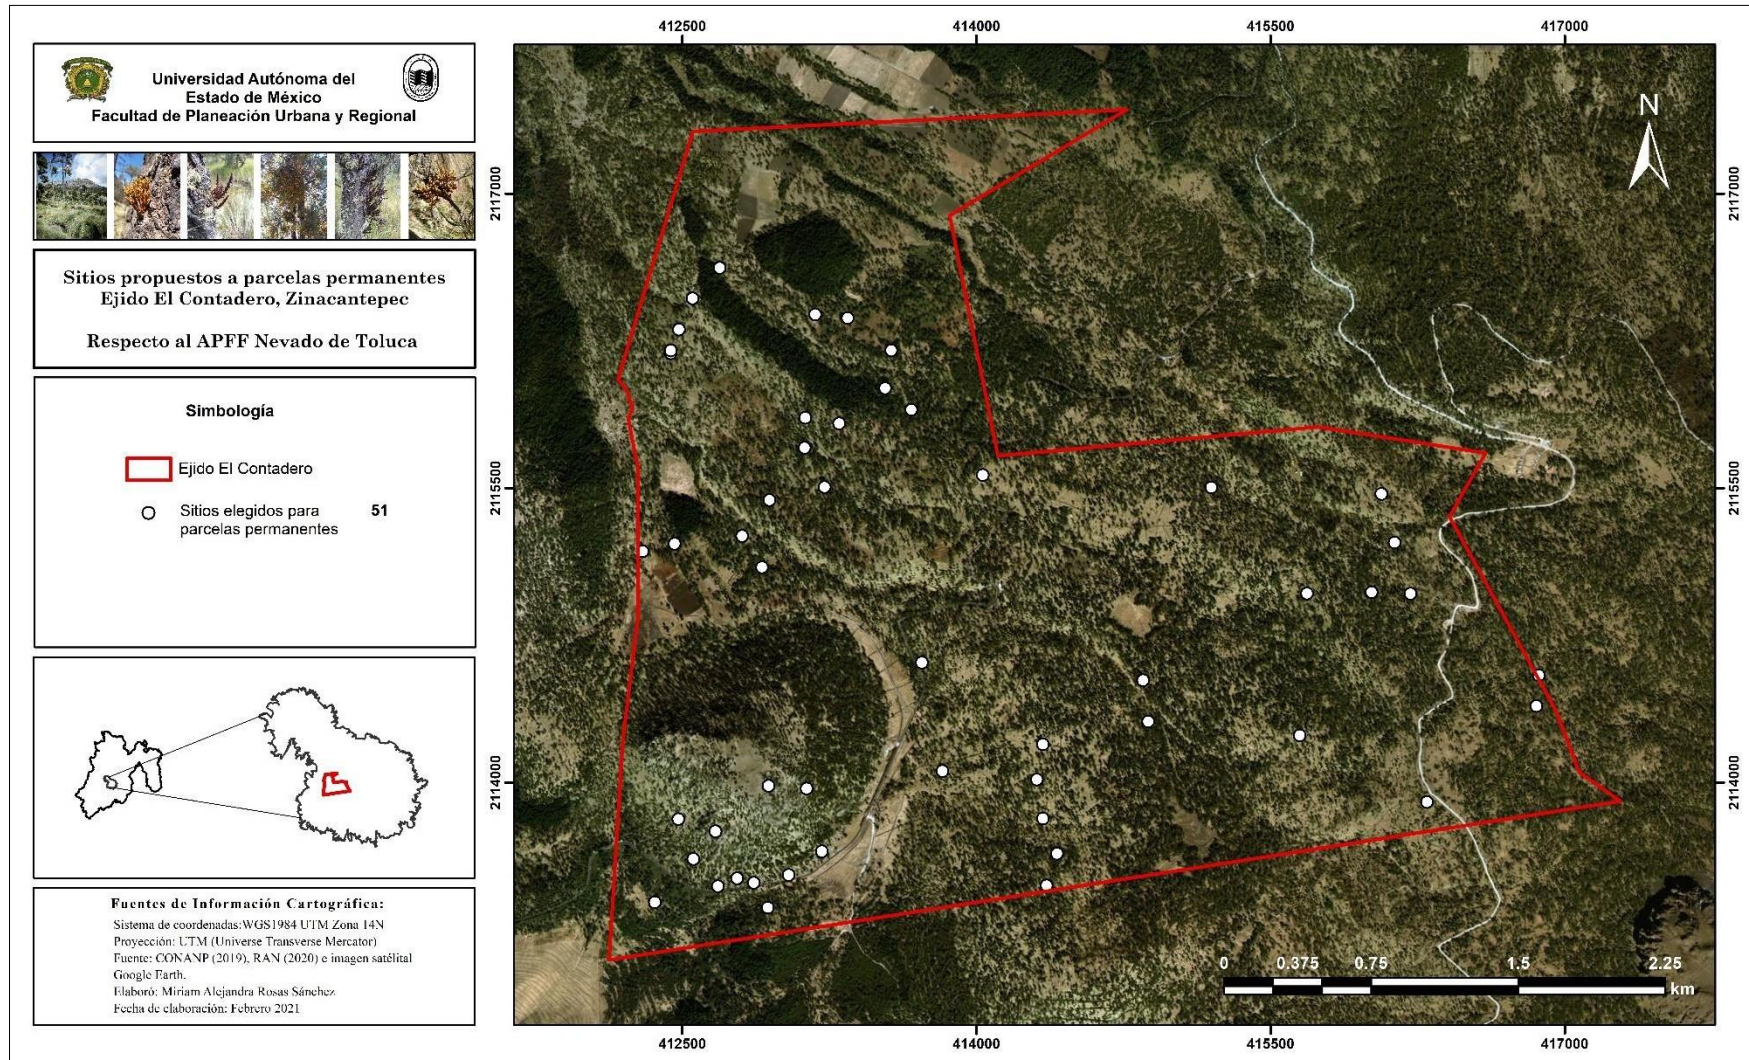 Universidad Autónoma del
Estado de México
Facultad de Planeación Urbana y Regional
Sitios propuestos a parcelas permanentes
Ejido El Contadero, Zinacantepec
Respecto al APFF Nevado de Toluca
Simbología
Ejido El Contadero
Sitios elegidos para 51
parcelas permanentes
Fuentes de Información Cartográfica:
Sistema de coordenadas:WGS1984 UTM Zona 14N
Proyección: UTM (Universe Transverse Mercator)
Fuente: CONANP (2019), RAN (2020) e imagen satélital
Google Earth.
Elaboró: Miriam Alejandra Rosas Sánchez
Fecha de elaboración: Febrero 2021
412500 414000 415500 417000
2117000 2117000
2115500 2115500
2114000 2114000
N
0 0.375 0.75 1.5 2.25
km
412500 414000 415500 417000